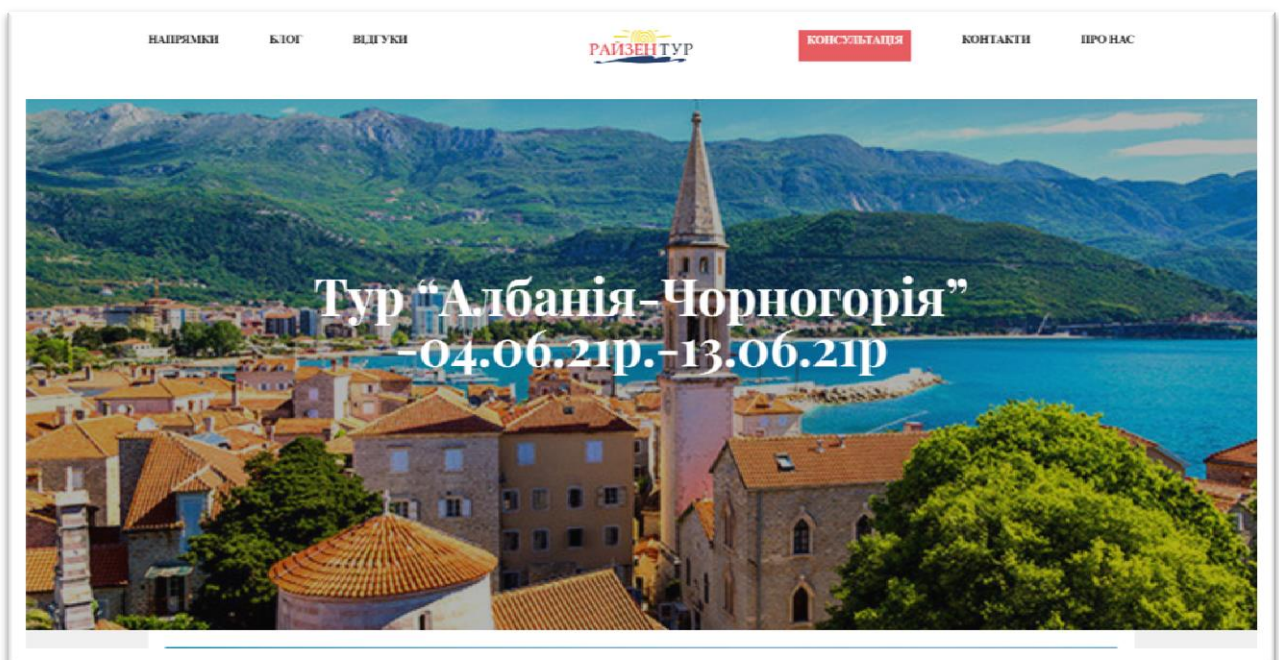 НАПРЯМКИ БЛОГ ВІДГУКИ РАЙЗЕН ТУР КОНСУЛЬТАЦІЯ КОНТАКТИ ПРО НАС
Тур “Албанія-Чорногорія”
-04.06.21р.-13.06.21р